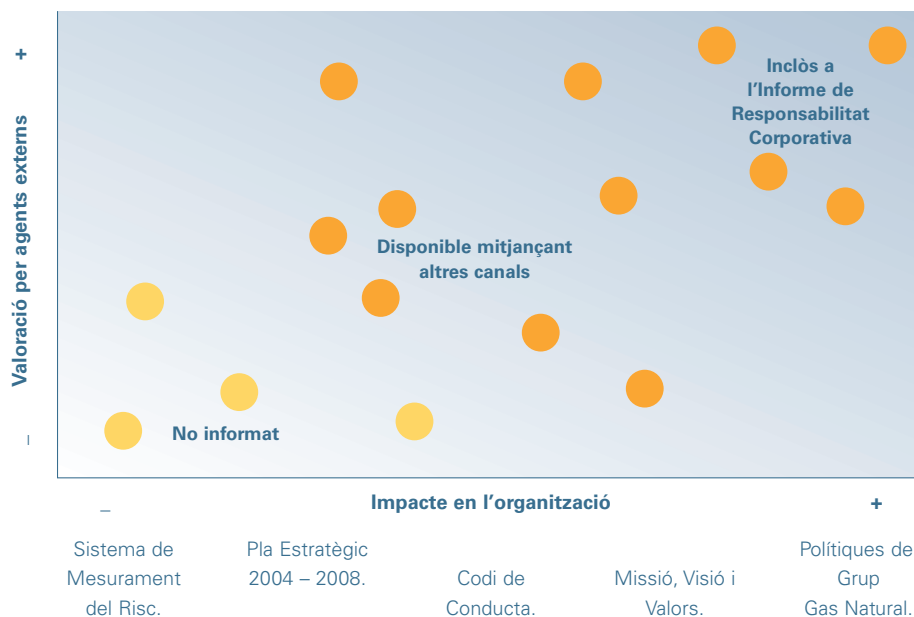 +
Valoració per agents externs
–
Inclòs a
l’Informe de
Responsabilitat
Corporativa
Disponible mitjançant
altres canals
No informat
–
Impacte en l’organització
+
Sistema de
Mesurament
del Risc.
Pla Estratègic
2004 – 2008.
Codi de
Conducta.
Missió, Visió i
Valors.
Polítiques de
Grup
Gas Natural.